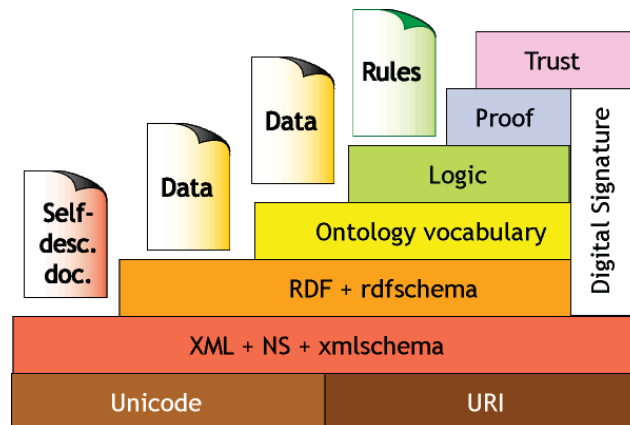 Rules
Trust
Data
Proof
Data
Logic
Self-
desc.
doc.
Ontology vocabulary
Digital Signature
RDF + rdfschema
XML + NS + xmlschema
Unicode
URI